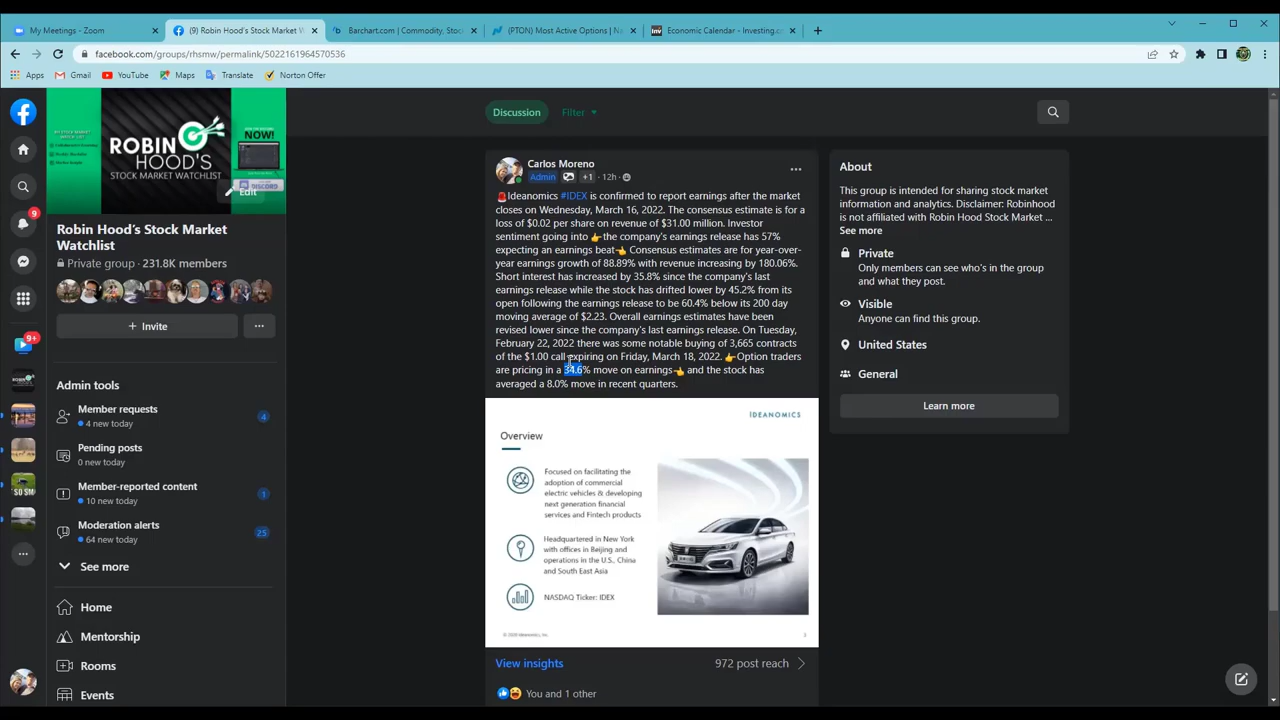 My Meetings - Zoom
(9) Robin Hood's Stock Market W
Barchart.com | Commodity, Stoc
(PTON) Most Active Options | Na
Economic Calendar - Investing.co
facebook.com/groups/rhsmw/permalink/5022161964570536
Apps
Gmail
YouTube
Maps
Translate
Norton Offer
ROBIN
HOOD'S
STOCK MARKET WATCHLIST
NOW!
DISCORD
Edit
9
9+
Robin Hood's Stock Market
Watchlist
Private group · 231.8K members
+ Invite
Admin tools
Member requests
4 new today
4
Pending posts
0 new today
Member-reported content
10 new today
1
Moderation alerts
64 new today
25
See more
Home
Mentorship
Rooms
Events
Discussion
Filter
Carlos Moreno
Admin
+1
· 12h ·
🚨Ideanomics #IDEX is confirmed to report earnings after the market
closes on Wednesday, March 16, 2022. The consensus estimate is for a
loss of $0.02 per share on revenue of $31.00 million. Investor
sentiment going into 👉the company's earnings release has 57%
expecting an earnings beat👈 Consensus estimates are for year-over-
year earnings growth of 88.89% with revenue increasing by 180.06%.
Short interest has increased by 35.8% since the company's last
earnings release while the stock has drifted lower by 45.2% from its
open following the earnings release to be 60.4% below its 200 day
moving average of $2.23. Overall earnings estimates have been
revised lower since the company's last earnings release. On Tuesday,
February 22, 2022 there was some notable buying of 3,665 contracts
of the $1.00 call expiring on Friday, March 18, 2022. 👉Option traders
are pricing in a 34.6% move on earnings👈 and the stock has
averaged a 8.0% move in recent quarters.
IDEANOMICS
Overview
Focused on facilitating the
adoption of commercial
electric vehicles & developing
next generation financial
services and Fintech products
Headquartered in New York
with offices in Beijing and
operations in the U.S., China
and South East Asia
NASDAQ Ticker: IDEX
View insights
972 post reach
You and 1 other
About
This group is intended for sharing stock market
information and analytics. Disclaimer: Robinhood
is not affiliated with Robin Hood Stock Market ...
See more
Private
Only members can see who's in the group
and what they post.
Visible
Anyone can find this group.
United States
General
Learn more